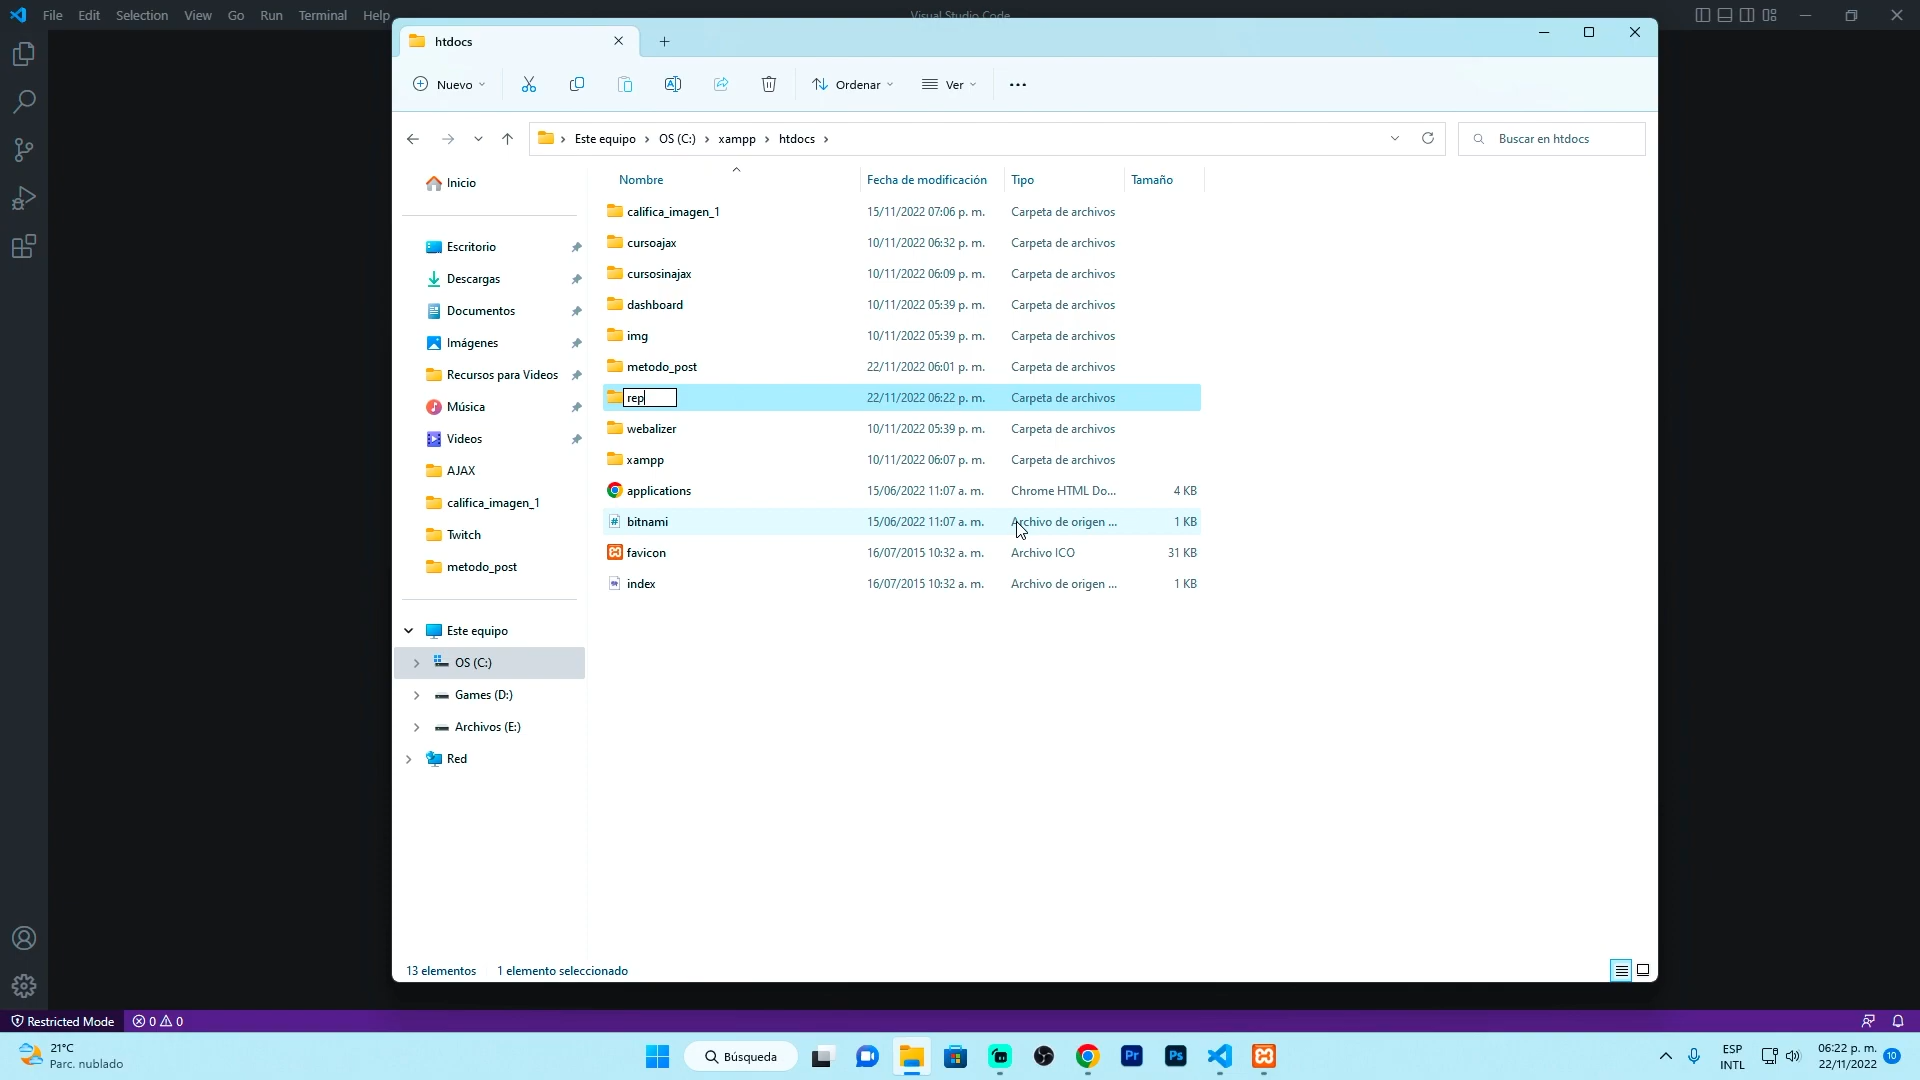 File Edit Selection View Go Run Terminal Help
Visual Studio Code
htdocs
Nuevo
Ordenar
Ver
Este equipo > OS (C:) > xampp > htdocs >
Buscar en htdocs
Nombre Fecha de modificación Tipo Tamaño
Inicio
Escritorio
Descargas
Documentos
Imágenes
Recursos para Videos
Música
Videos
AJAX
califica_imagen_1
Twitch
metodo_post
Este equipo
OS (C:)
Games (D:)
Archivos (E:)
Red
califica_imagen_1 15/11/2022 07:06 p. m. Carpeta de archivos
cursoajax 10/11/2022 06:32 p. m. Carpeta de archivos
cursosinajax 10/11/2022 06:09 p. m. Carpeta de archivos
dashboard 10/11/2022 05:39 p. m. Carpeta de archivos
img 10/11/2022 05:39 p. m. Carpeta de archivos
metodo_post 22/11/2022 06:01 p. m. Carpeta de archivos
rep 22/11/2022 06:22 p. m. Carpeta de archivos
webalizer 10/11/2022 05:39 p. m. Carpeta de archivos
xampp 10/11/2022 06:07 p. m. Carpeta de archivos
applications 15/06/2022 11:07 a. m. Chrome HTML Do... 4 KB
bitnami 15/06/2022 11:07 a. m. Archivo de origen ... 1 KB
favicon 16/07/2015 10:32 a. m. Archivo ICO 31 KB
index 16/07/2015 10:32 a. m. Archivo de origen ... 1 KB
13 elementos 1 elemento seleccionado
Restricted Mode 0 0
21°C
Parc. nublado
Búsqueda
Pr
Ps
ESP
INTL
06:22 p. m.
22/11/2022
10